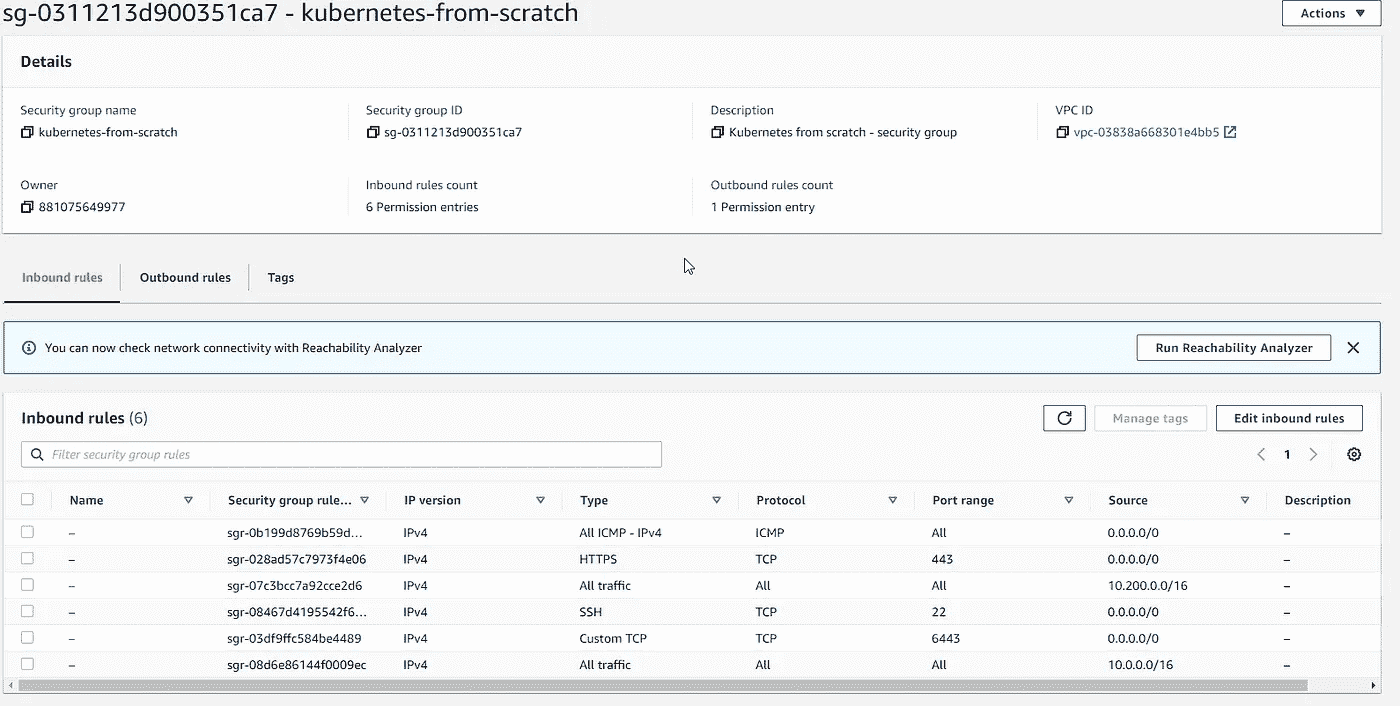 sg-0311213d900351ca7 - kubernetes-from-scratch
Actions
Details
Security group name Security group ID Description VPC ID
kubernetes-from-scratch sg-0311213d900351ca7 Kubernetes from scratch - security group vpc-03838a668301e4bb5
Owner Inbound rules count Outbound rules count
881075649977 6 Permission entries 1 Permission entry
Inbound rules Outbound rules Tags
You can now check network connectivity with Reachability Analyzer Run Reachability Analyzer
Inbound rules (6) Manage tags Edit inbound rules
Filter security group rules 1
Name Security group rule... IP version Type Protocol Port range Source Description
– sgr-0b199d8769b59d... IPv4 All ICMP - IPv4 ICMP All 0.0.0.0/0 –
– sgr-028ad57c7973f4e06 IPv4 HTTPS TCP 443 0.0.0.0/0 –
– sgr-07c3bcc7a92cce2d6 IPv4 All traffic All All 10.200.0.0/16 –
– sgr-08467d4195542f6... IPv4 SSH TCP 22 0.0.0.0/0 –
– sgr-03df9ffc584be4489 IPv4 Custom TCP TCP 6443 0.0.0.0/0 –
– sgr-08d6e86144f0009ec IPv4 All traffic All All 10.0.0.0/16 –